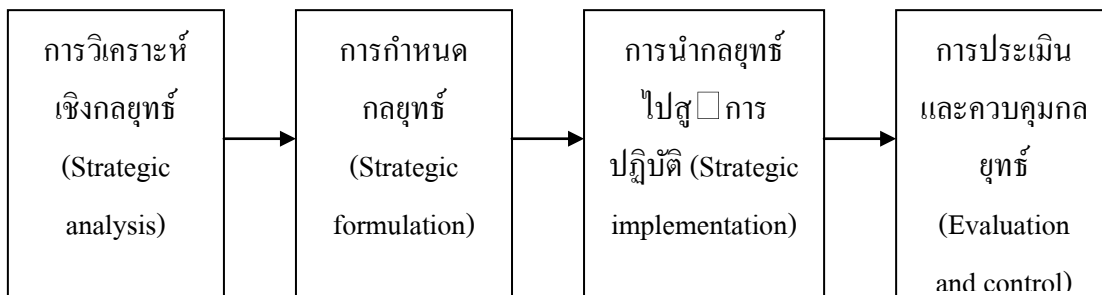 การวิเคราะห์
เชิงกลยุทธ์
(Strategic
analysis)
การกำหนด
กลยุทธ์
(Strategic
formulation)
การนำกลยุทธ์
ไปสู□การ
ปฏิบัติ (Strategic
implementation)
การประเมิน
และควบคุมกล
ยุทธ์
(Evaluation
and control)